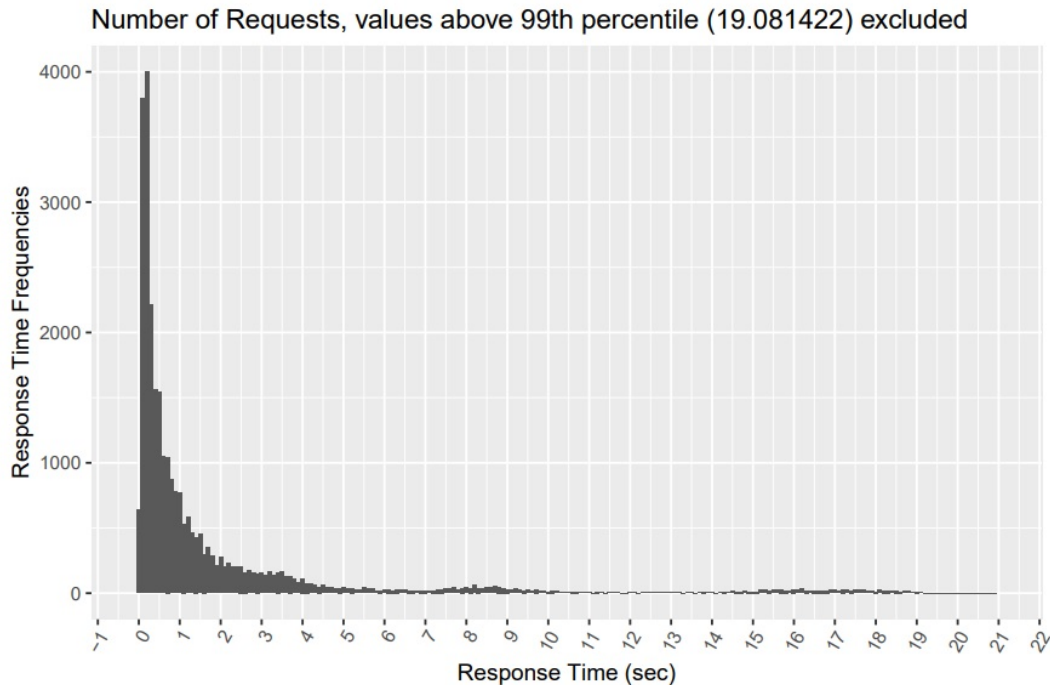 Number of Requests, values above 99th percentile (19.081422) excluded
4000
3000
2000
1000
0
Response Time Frequencies
−1 0 1 2 3 4 5 6 7 8 9 10 11 12 13 14 15 16 17 18 19 20 21 22
Response Time (sec)